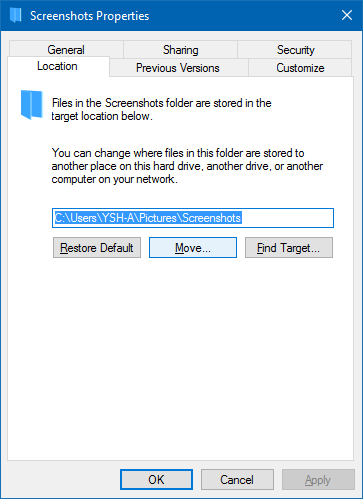 Screenshots Properties
General Sharing Security
Location Previous Versions Customize
Files in the Screenshots folder are stored in the
target location below.
You can change where files in this folder are stored to
another place on this hard drive, another drive, or another
computer on your network.
C:\Users\YSH-A\Pictures\Screenshots
Restore Default Move... Find Target...
OK Cancel Apply